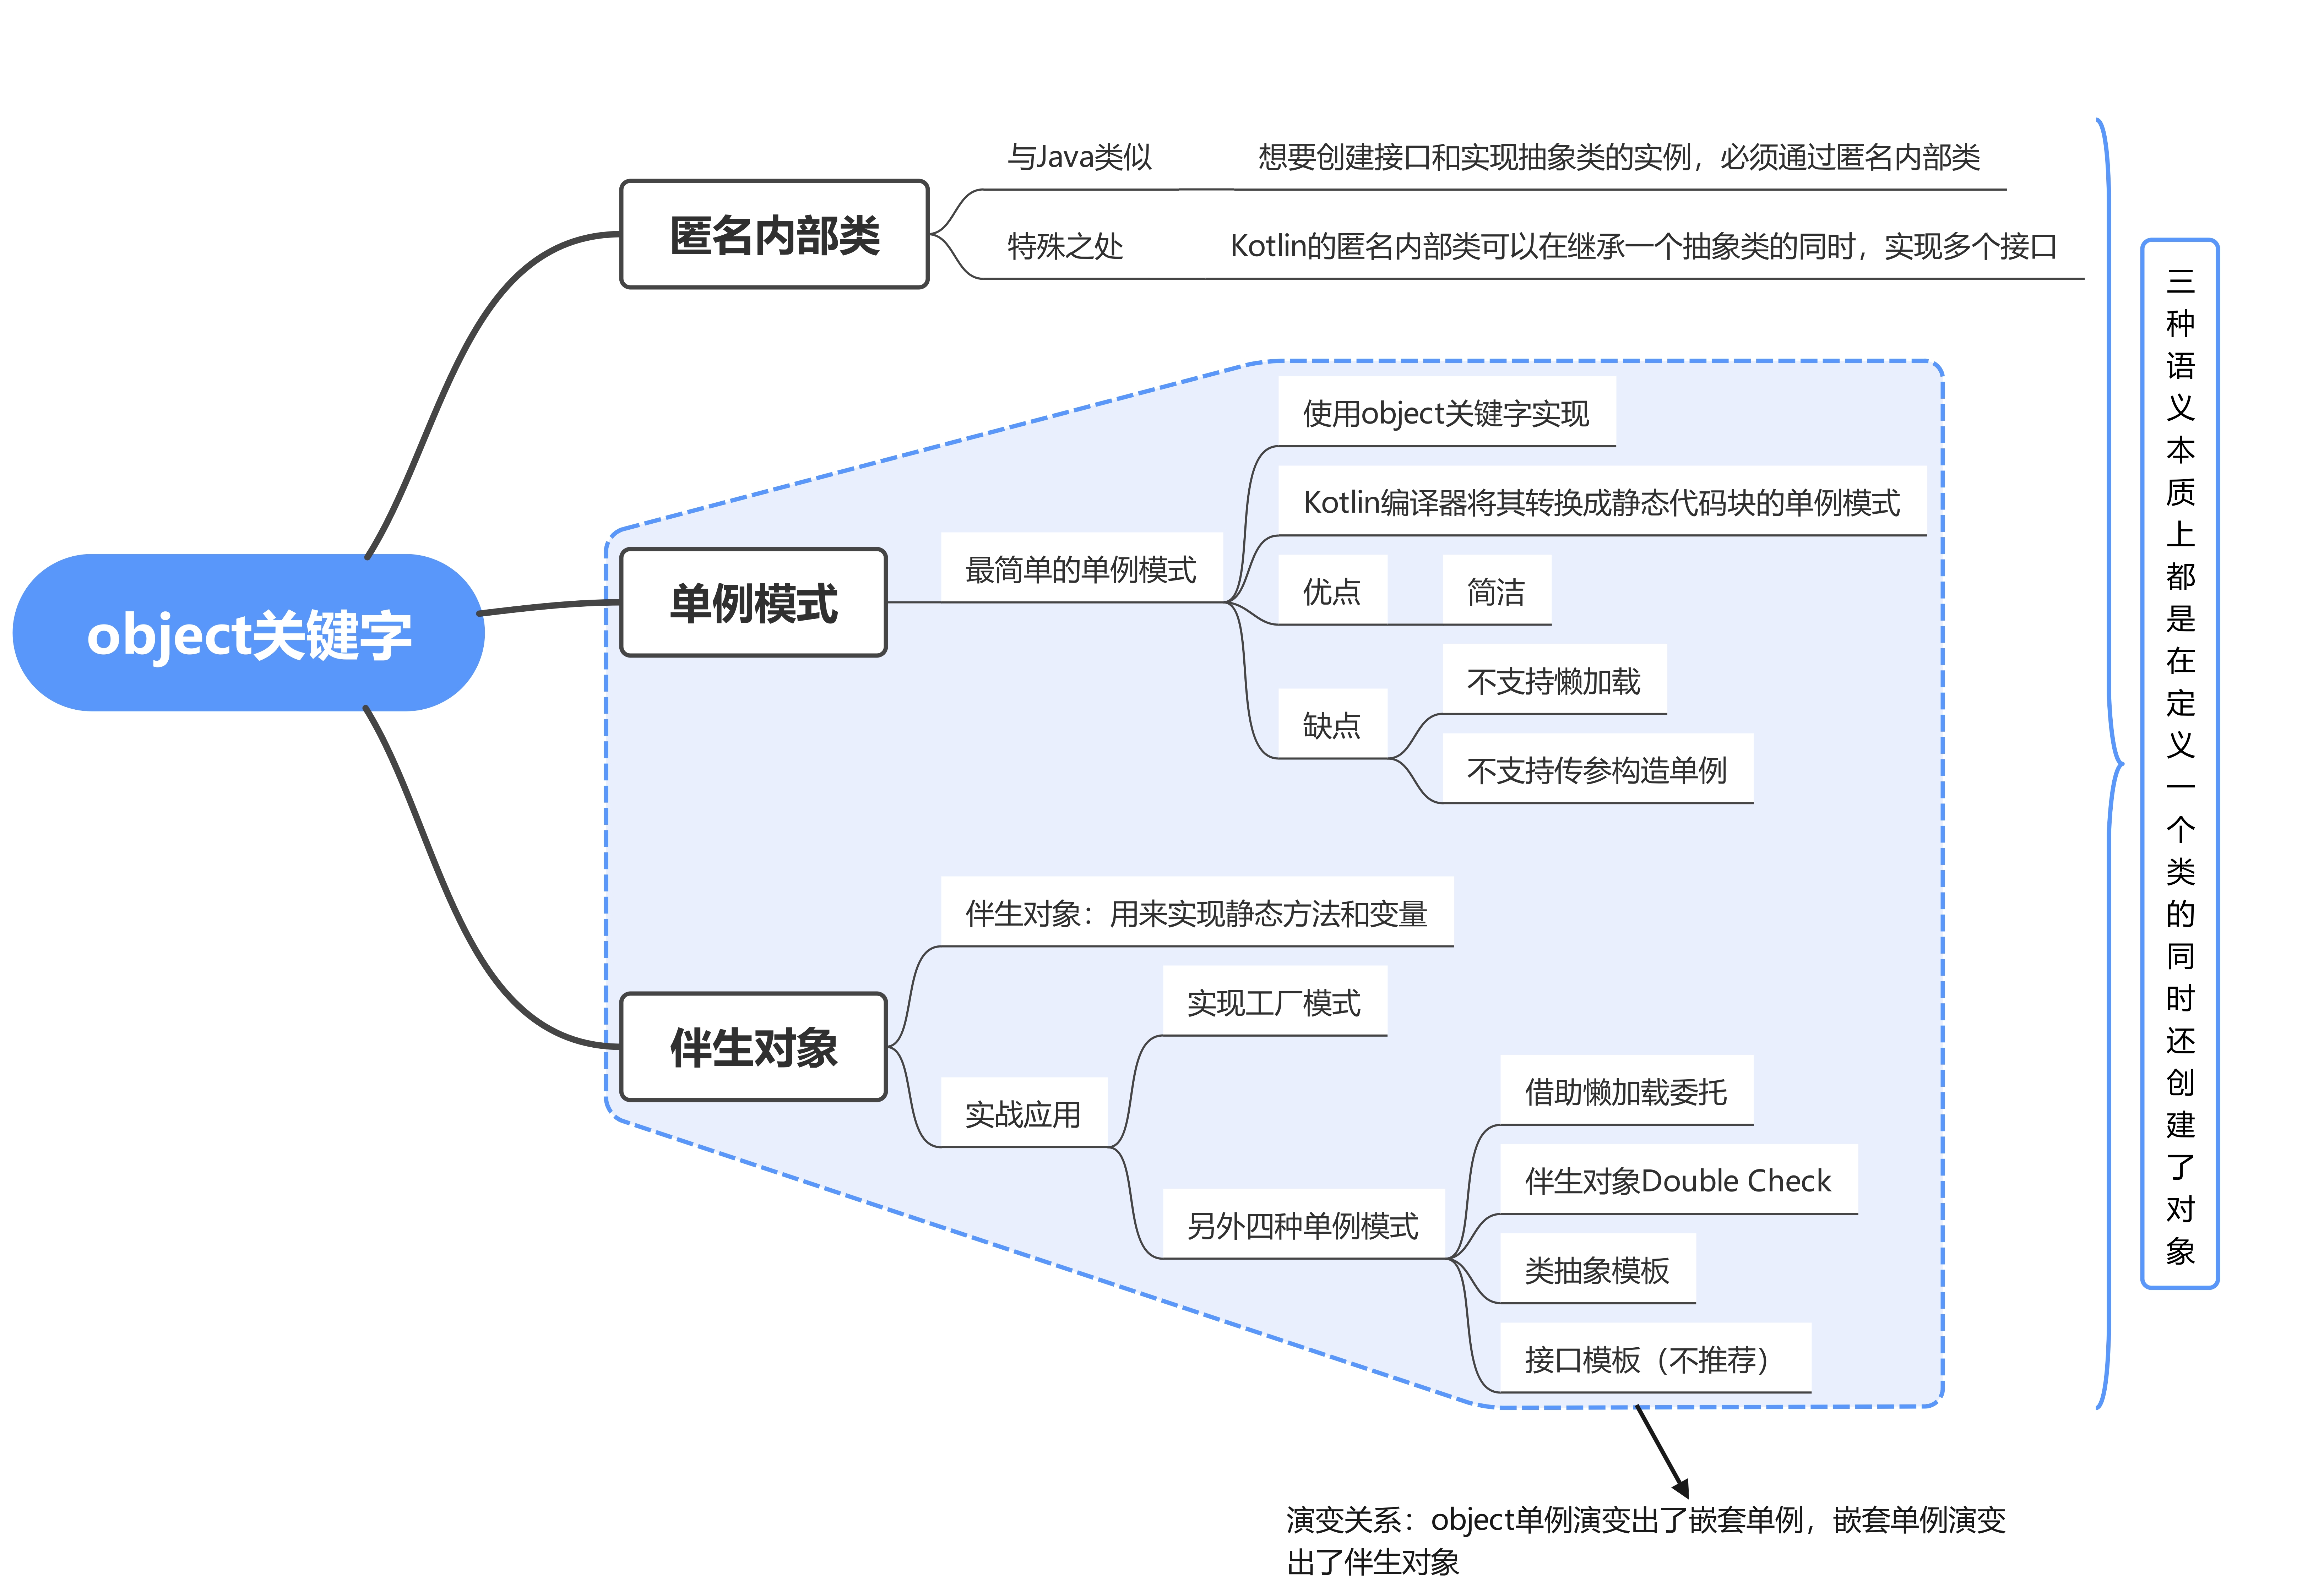 object关键字
匿名内部类
与Java类似
想要创建接口和实现抽象类的实例，必须通过匿名内部类
特殊之处
Kotlin的匿名内部类可以在继承一个抽象类的同时，实现多个接口
单例模式
最简单的单例模式
使用object关键字实现
Kotlin编译器将其转换成静态代码块的单例模式
优点
简洁
缺点
不支持懒加载
不支持传参构造单例
伴生对象
伴生对象：用来实现静态方法和变量
实战应用
实现工厂模式
另外四种单例模式
借助懒加载委托
伴生对象Double Check
类抽象模板
接口模板（不推荐）
演变关系：object单例演变出了嵌套单例，嵌套单例演变
出了伴生对象
三种语义本质上都是在定义一个类的同时还创建了对象